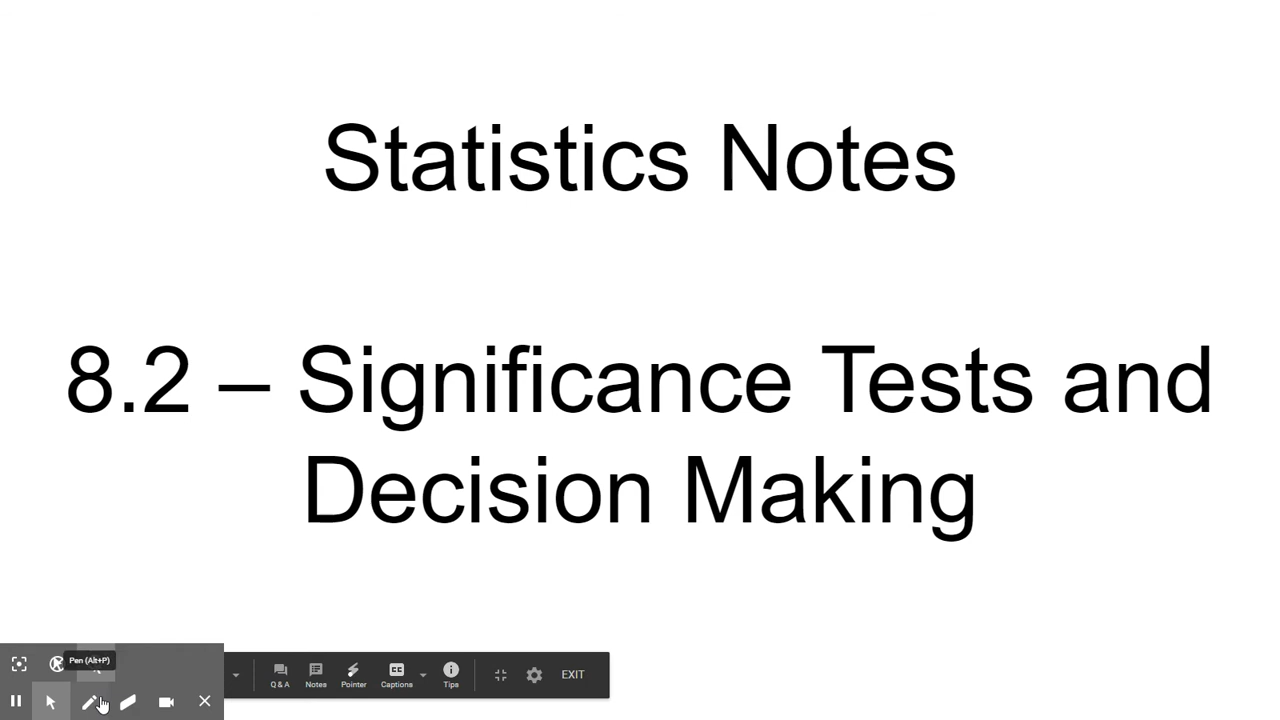 Statistics Notes
8.2 – Significance Tests and
Decision Making
Pen (Alt+P)
Q & A Notes Pointer Captions Tips EXIT